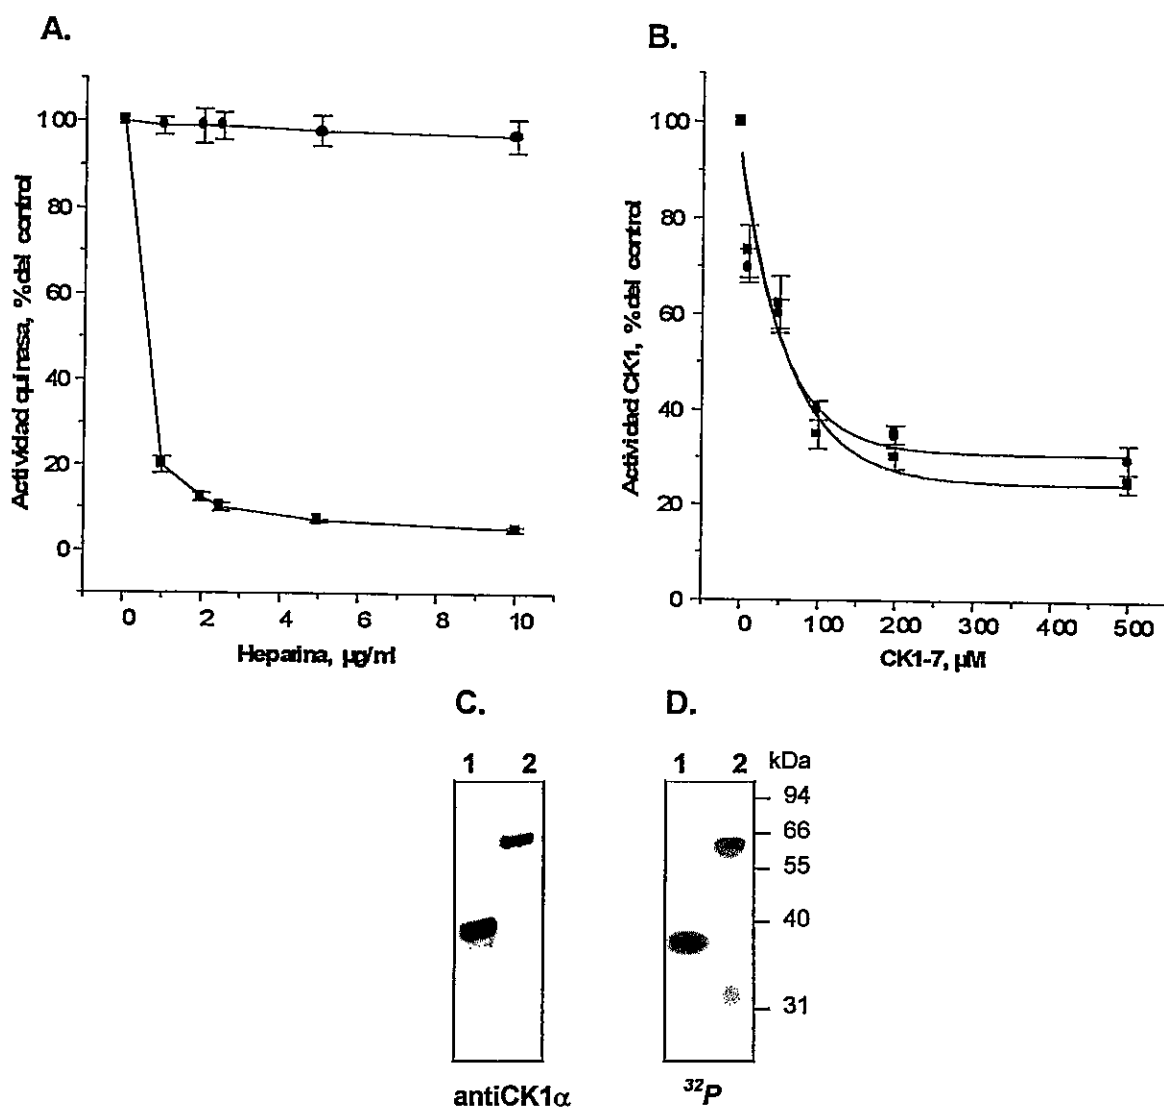 A.
Actividad quinasa, % del control
100
80
60
40
20
0
0 2 4 6 8 10
Heparina, µg/ml
B.
Actividad CK1, % del control
100
80
60
40
20
0
0 100 200 300 400 500
CK1-7, µM
C.
1 2
antiCK1α
D.
1 2 kDa
94
66
55
40
31
32P